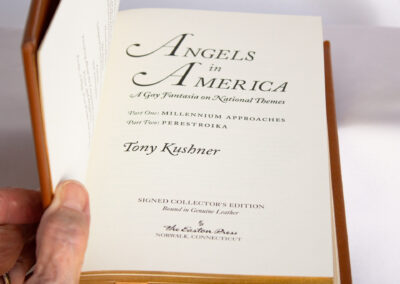 ANGELS
in
AMERICA
A Gay Fantasia on National Themes
Part One: MILLENNIUM APPROACHES
Part Two: PERESTROIKA
Tony Kushner
SIGNED COLLECTOR'S EDITION
Bound in Genuine Leather
The Easton Press
NORWALK, CONNECTICUT